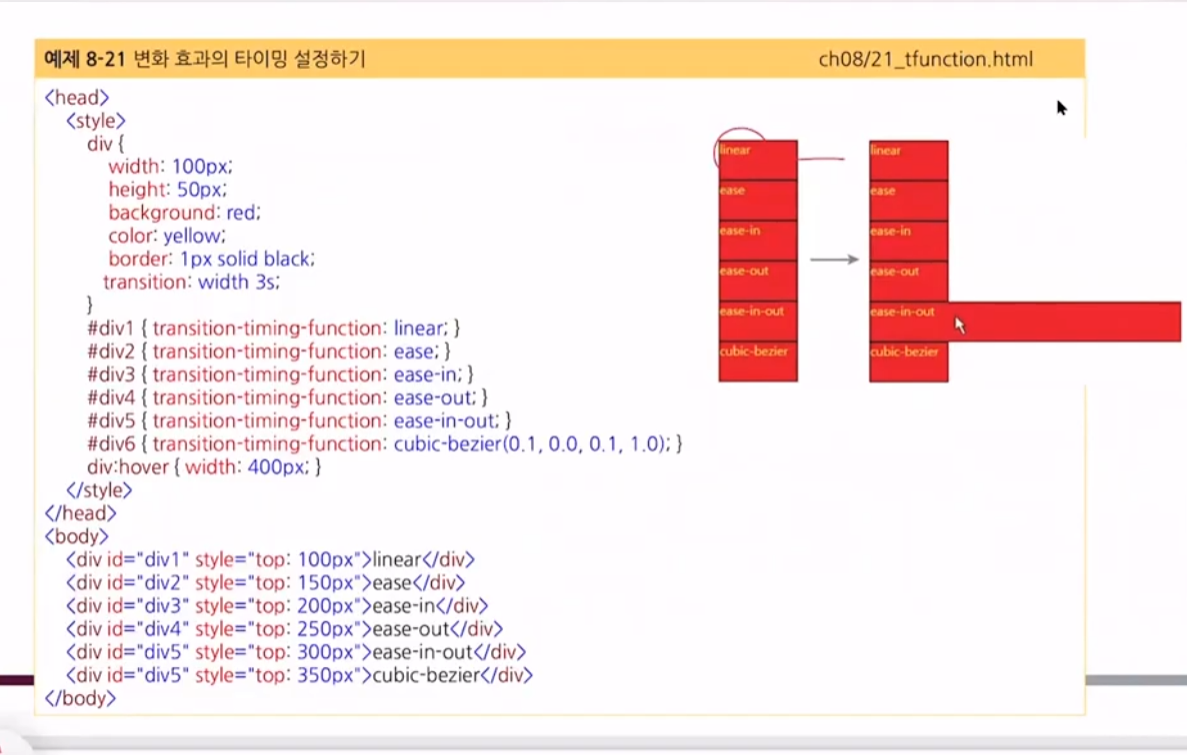 예제 8-21 변화 효과의 타이밍 설정하기 ch08/21_tfunction.html
<head>
<style>
div {
width: 100px;
height: 50px;
background: red;
color: yellow;
border: 1px solid black;
transition: width 3s;
}
#div1 { transition-timing-function: linear; }
#div2 { transition-timing-function: ease; }
#div3 { transition-timing-function: ease-in; }
#div4 { transition-timing-function: ease-out; }
#div5 { transition-timing-function: ease-in-out; }
#div6 { transition-timing-function: cubic-bezier(0.1, 0.0, 0.1, 1.0); }
div:hover { width: 400px; }
</style>
</head>
<body>
<div id="div1" style="top: 100px">linear</div>
<div id="div2" style="top: 150px">ease</div>
<div id="div3" style="top: 200px">ease-in</div>
<div id="div4" style="top: 250px">ease-out</div>
<div id="div5" style="top: 300px">ease-in-out</div>
<div id="div5" style="top: 350px">cubic-bezier</div>
</body>
linear
ease
ease-in
ease-out
ease-in-out
cubic-bezier
linear
ease
ease-in
ease-out
ease-in-out
cubic-bezier